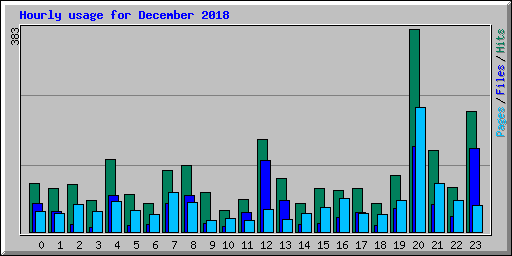 Hourly usage for December 2018
383
Pages / Files / Hits
0 1 2 3 4 5 6 7 8 9 10 11 12 13 14 15 16 17 18 19 20 21 22 23